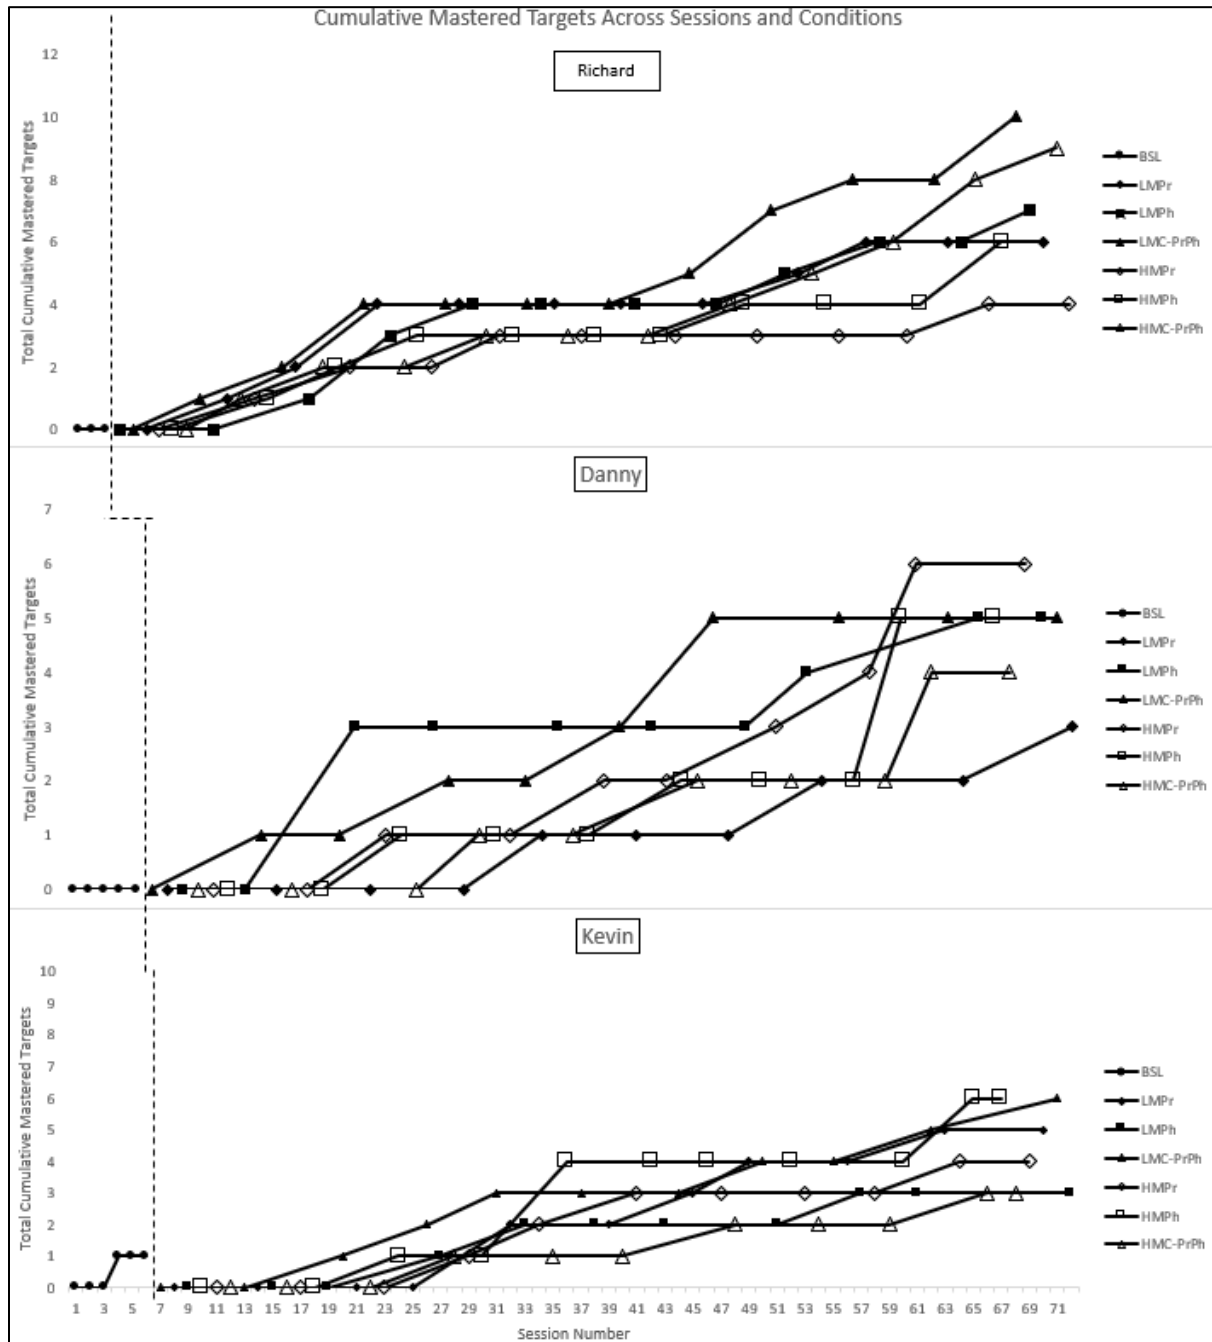 Cumulative Mastered Targets Across Sessions and Conditions
Richard
Total Cumulative Mastered Targets
12
10
8
6
4
2
0
BSL
LMPr
LMPh
LMC-PrPh
HMPr
HMPh
HMC-PrPh
Danny
Total Cumulative Mastered Targets
7
6
5
4
3
2
1
0
BSL
LMPr
LMPh
LMC-PrPh
HMPr
HMPh
HMC-PrPh
Kevin
Total Cumulative Mastered Targets
10
9
8
7
6
5
4
3
2
1
0
BSL
LMPr
LMPh
LMC-PrPh
HMPr
HMPh
HMC-PrPh
1 3 5 7 9 11 13 15 17 19 21 23 25 27 29 31 33 35 37 39 41 43 45 47 49 51 53 55 57 59 61 63 65 67 69 71
Session Number